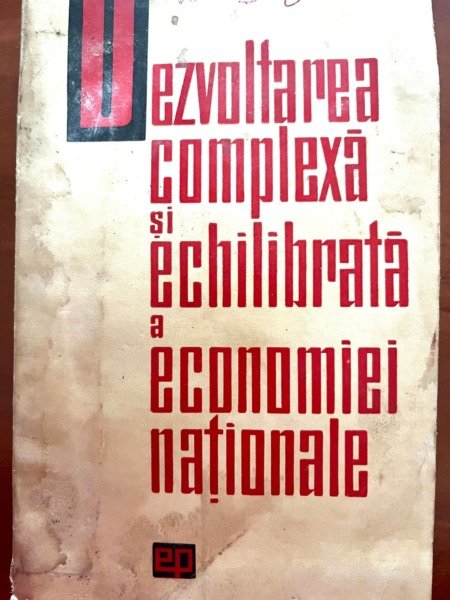 Dezvoltarea
complexă
și
echilibrată
a
economiei
naționale
ep